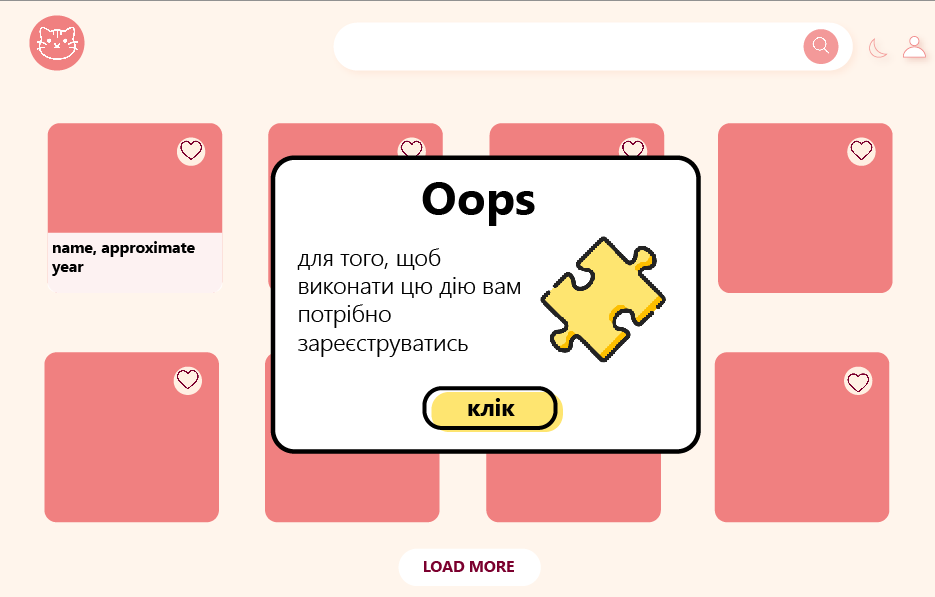 Oops
name, approximate
year
для того, щоб
виконати цю дію вам
потрібно
зареєструватись
клік
LOAD MORE